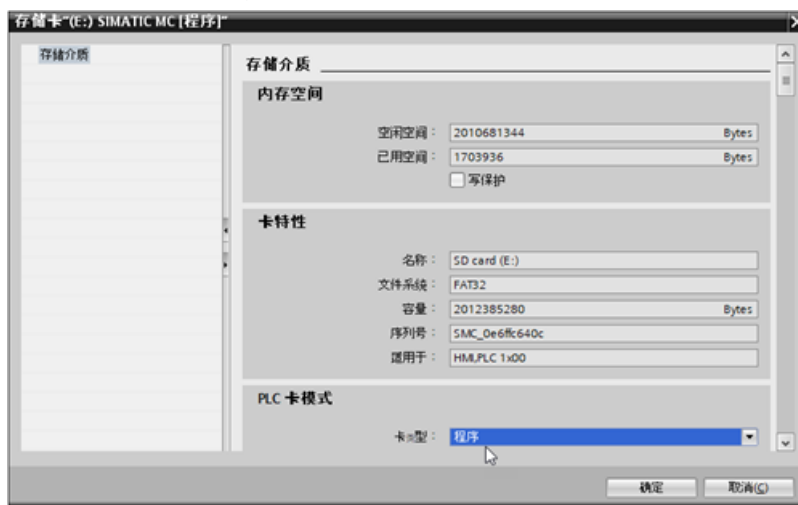 存储卡“(E:) SIMATIC MC [程序]”
存储介质
存储介质
内存空间
空闲空间： 2010681344 Bytes
已用空间： 1703936 Bytes
写保护
卡特性
名称： SD card (E:)
文件系统： FAT32
容量： 2012385280 Bytes
序列号： SMC_0e6ffc640c
适用于： HMI,PLC 1x00
PLC 卡模式
卡类型： 程序
确定 取消(C)